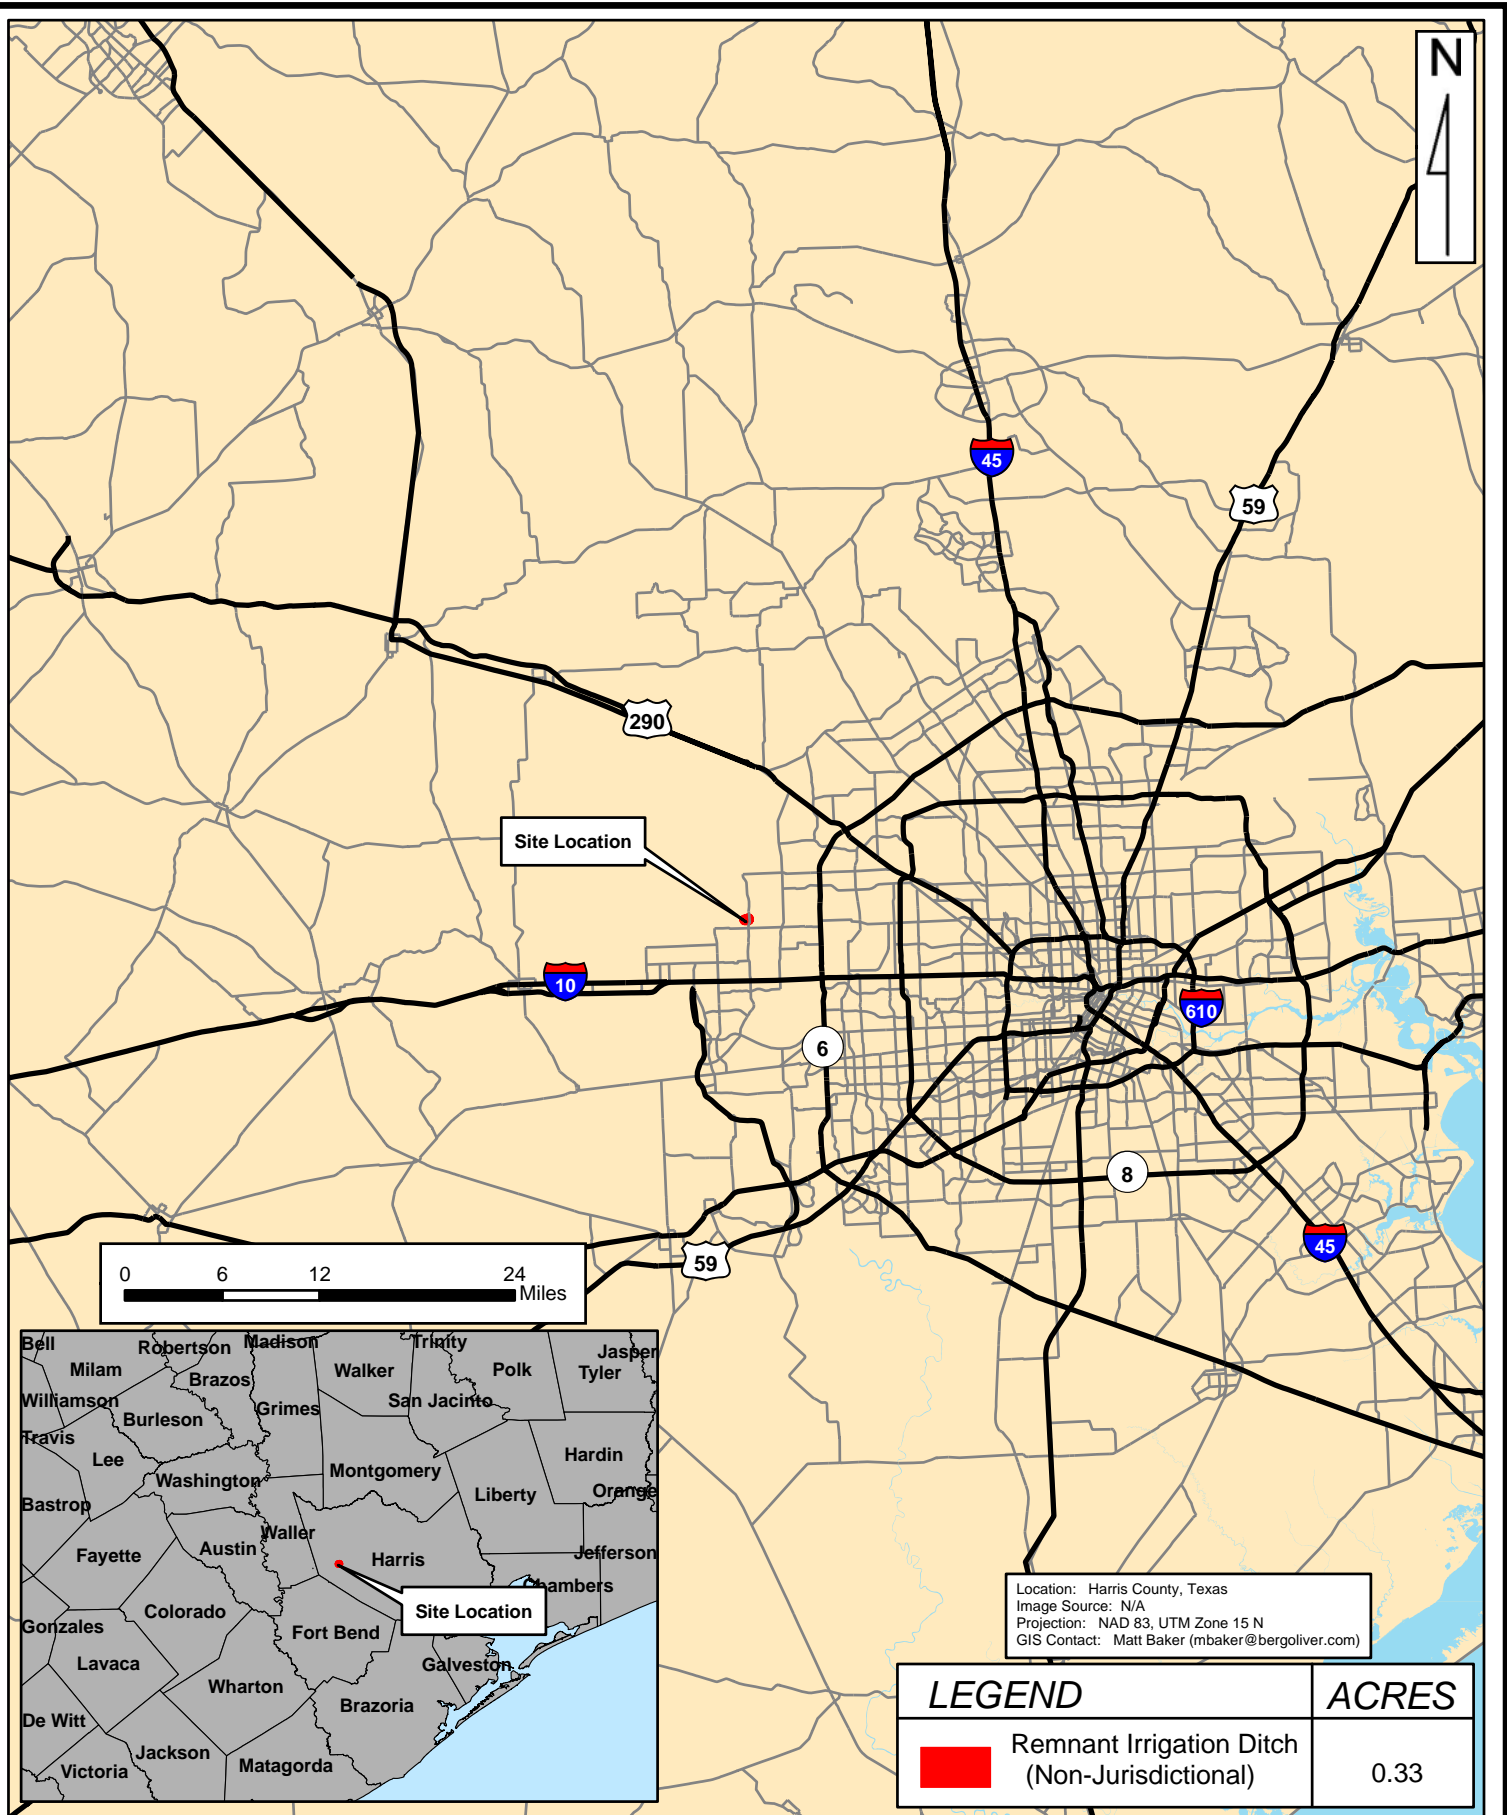 N
45
59
290
Site Location
10
610
6
8
45
59
0 6 12 24
Miles
Bell
Robertson
Madison
Trinity
Jasper
Milam
Walker
Polk
Tyler
Brazos
Williamson
San Jacinto
Grimes
Burleson
Travis
Lee
Hardin
Montgomery
Washington
Liberty
Orange
Bastrop
Waller
Austin
Fayette
Harris
Jefferson
Chambers
Colorado
Site Location
Gonzales
Fort Bend
Lavaca
Galveston
Wharton
Brazoria
De Witt
Jackson
Matagorda
Victoria
Location: Harris County, Texas
Image Source: N/A
Projection: NAD 83, UTM Zone 15 N
GIS Contact: Matt Baker (mbaker@bergoliver.com)
LEGEND ACRES
Remnant Irrigation Ditch
(Non-Jurisdictional) 0.33